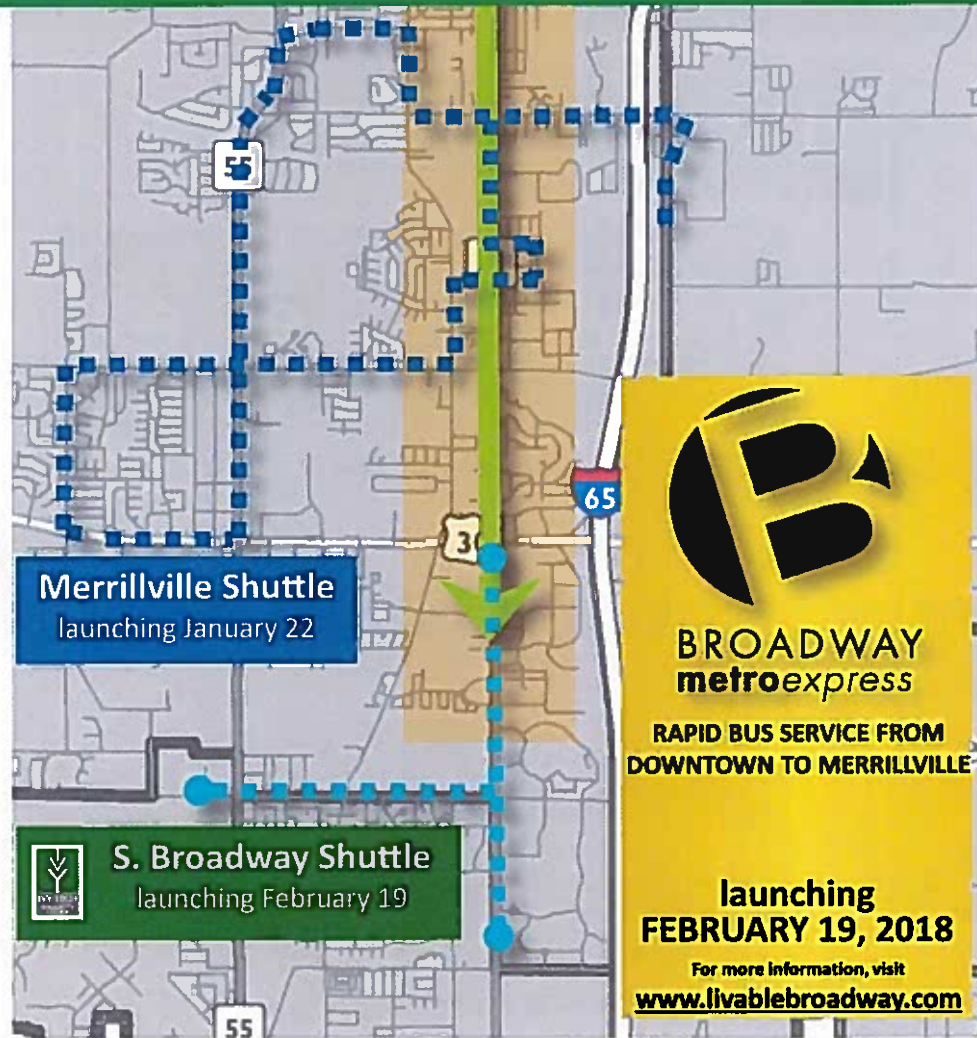 55
65
30
Merrillville Shuttle
launching January 22
S. Broadway Shuttle
launching February 19
55
B
BROADWAY
metroexpress
RAPID BUS SERVICE FROM
DOWNTOWN TO MERRILLVILLE
launching
FEBRUARY 19, 2018
For more information, visit
www.livablebroadway.com